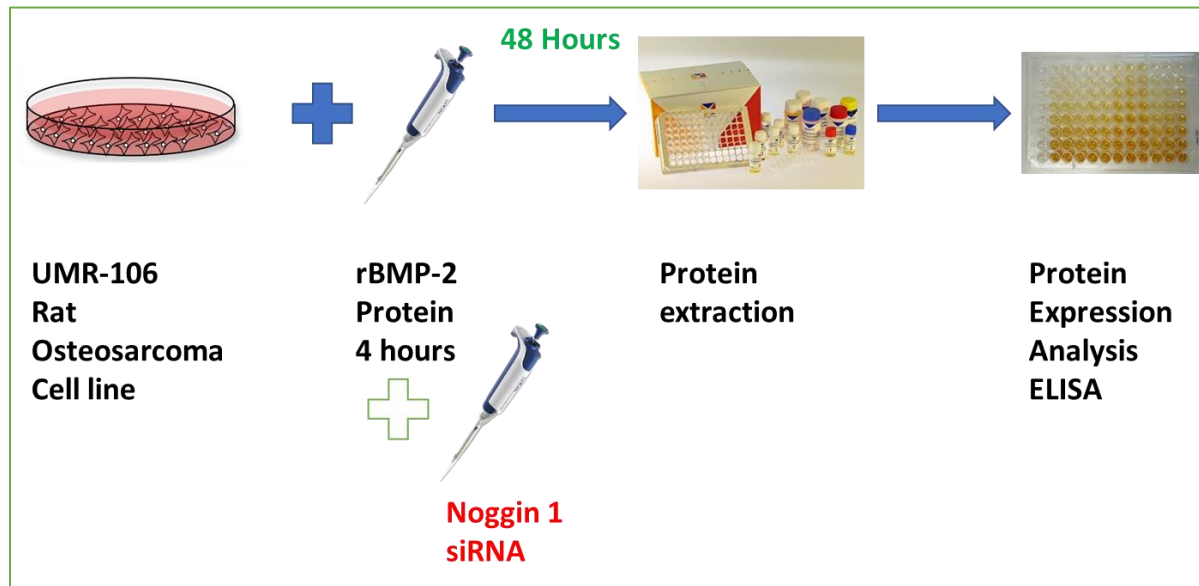 48 Hours
UMR-106
Rat
Osteosarcoma
Cell line
rBMP-2
Protein
4 hours
Noggin 1
siRNA
Protein
extraction
Protein
Expression
Analysis
ELISA